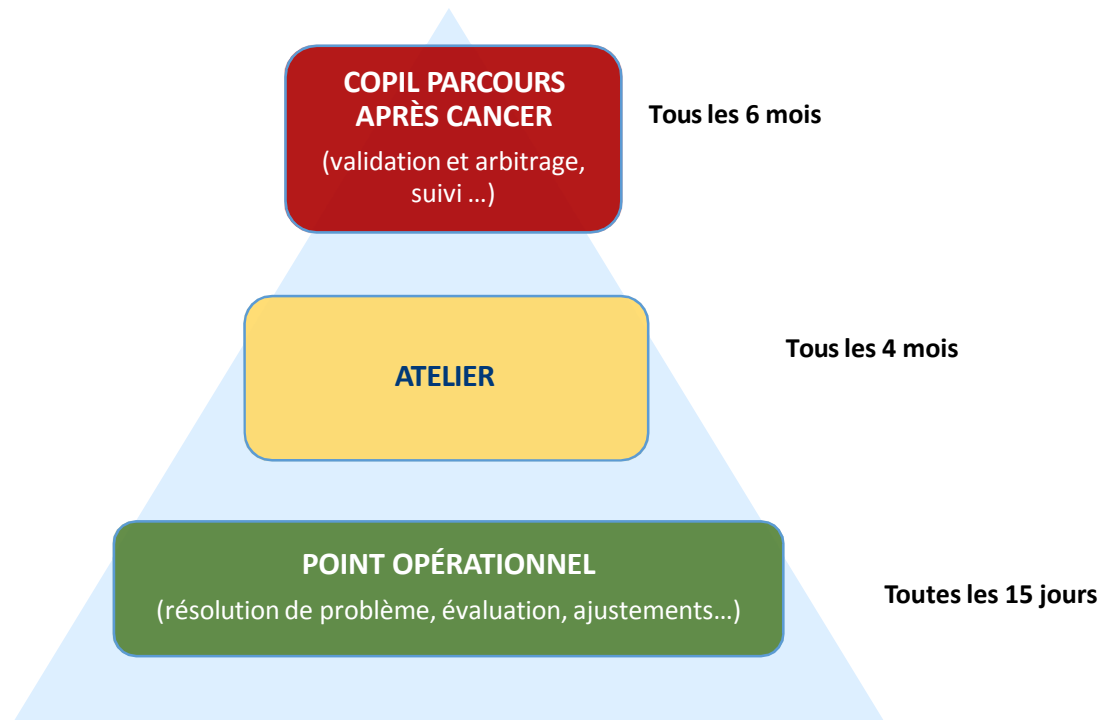 COPIL PARCOURS
APRÈS CANCER
(validation et arbitrage,
suivi ...)
Tous les 6 mois
ATELIER
Tous les 4 mois
POINT OPÉRATIONNEL
(résolution de problème, évaluation, ajustements...)
Toutes les 15 jours